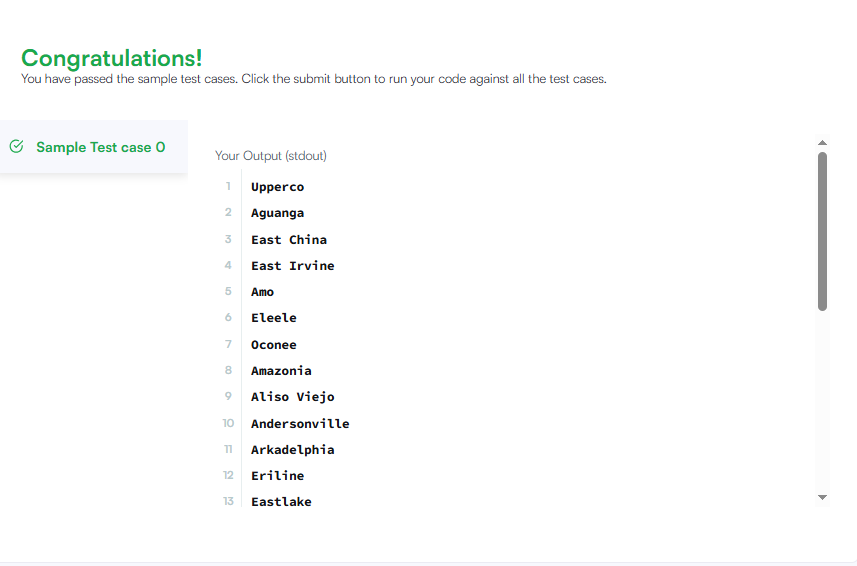 Congratulations!
You have passed the sample test cases. Click the submit button to run your code against all the test cases.
Sample Test case 0
Your Output (stdout)
1 Upperco
2 Aguanga
3 East China
4 East Irvine
5 Amo
6 Eleele
7 Oconee
8 Amazonia
9 Aliso Viejo
10 Andersonville
11 Arkadelphia
12 Eriline
13 Eastlake